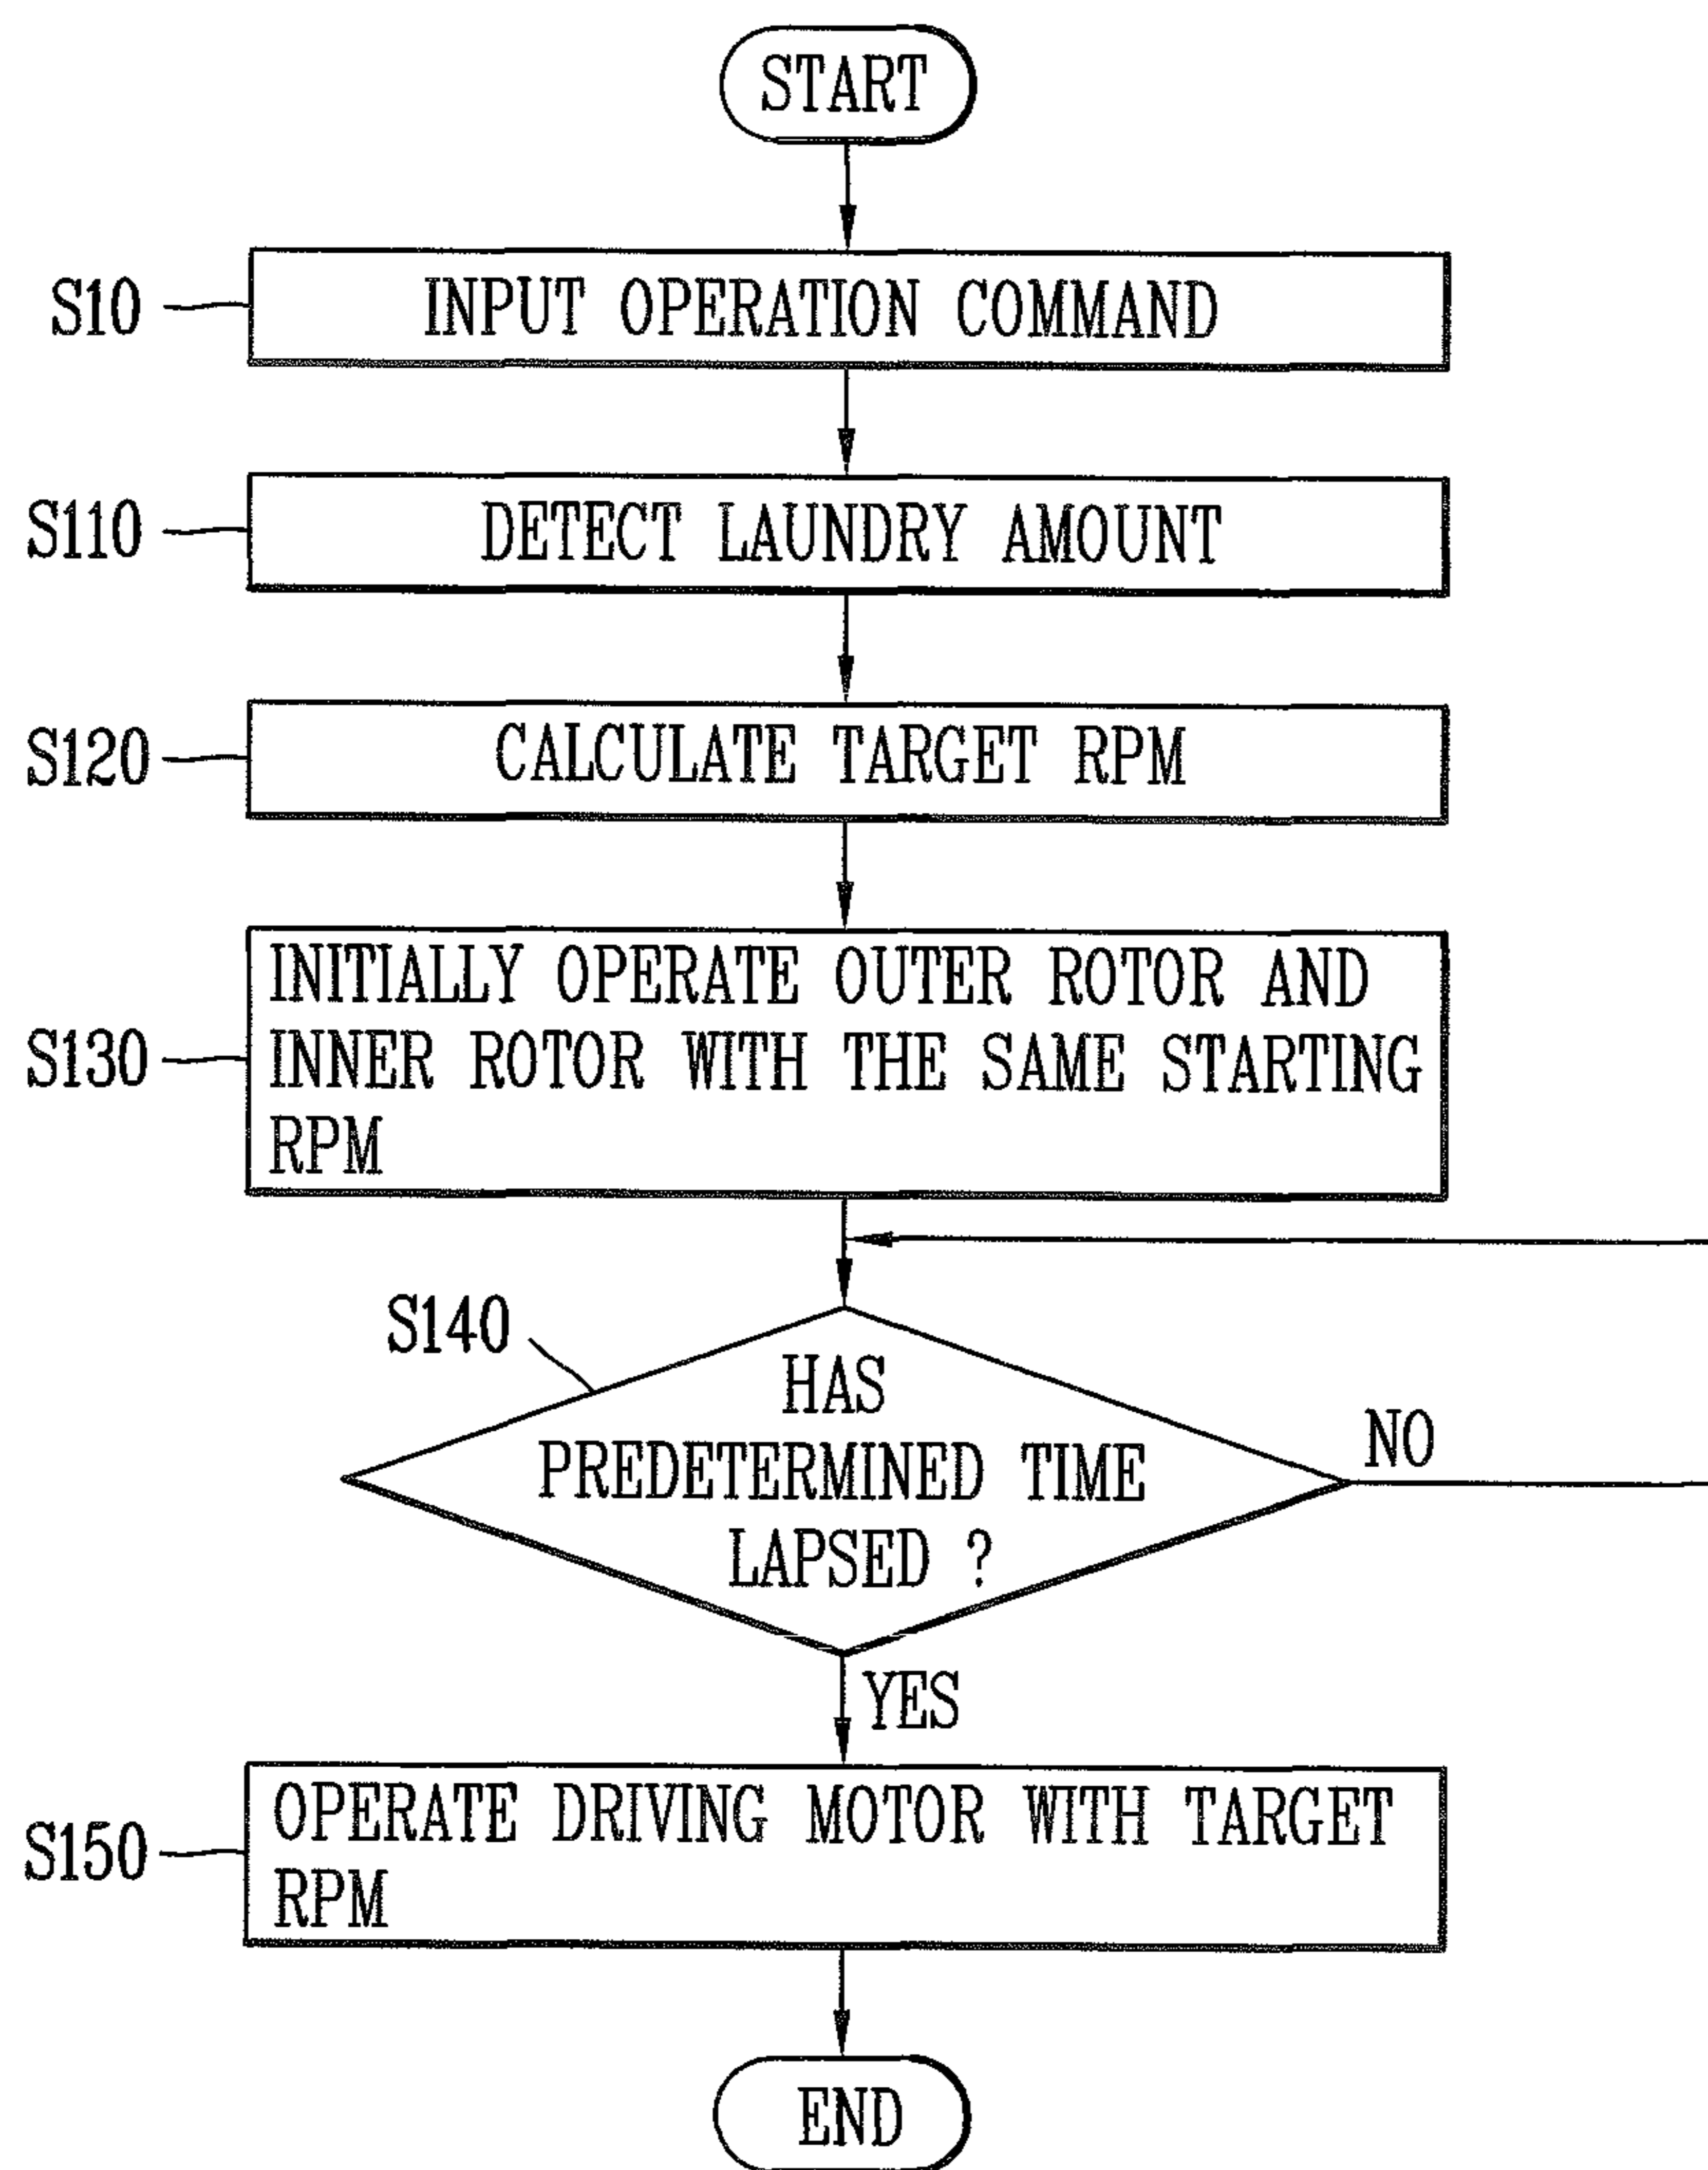 START
S10
INPUT OPERATION COMMAND
S110
DETECT LAUNDRY AMOUNT
S120
CALCULATE TARGET RPM
S130
INITIALLY OPERATE OUTER ROTOR AND
INNER ROTOR WITH THE SAME STARTING
RPM
S140
HAS
PREDETERMINED TIME
LAPSED ?
NO
YES
S150
OPERATE DRIVING MOTOR WITH TARGET
RPM
END